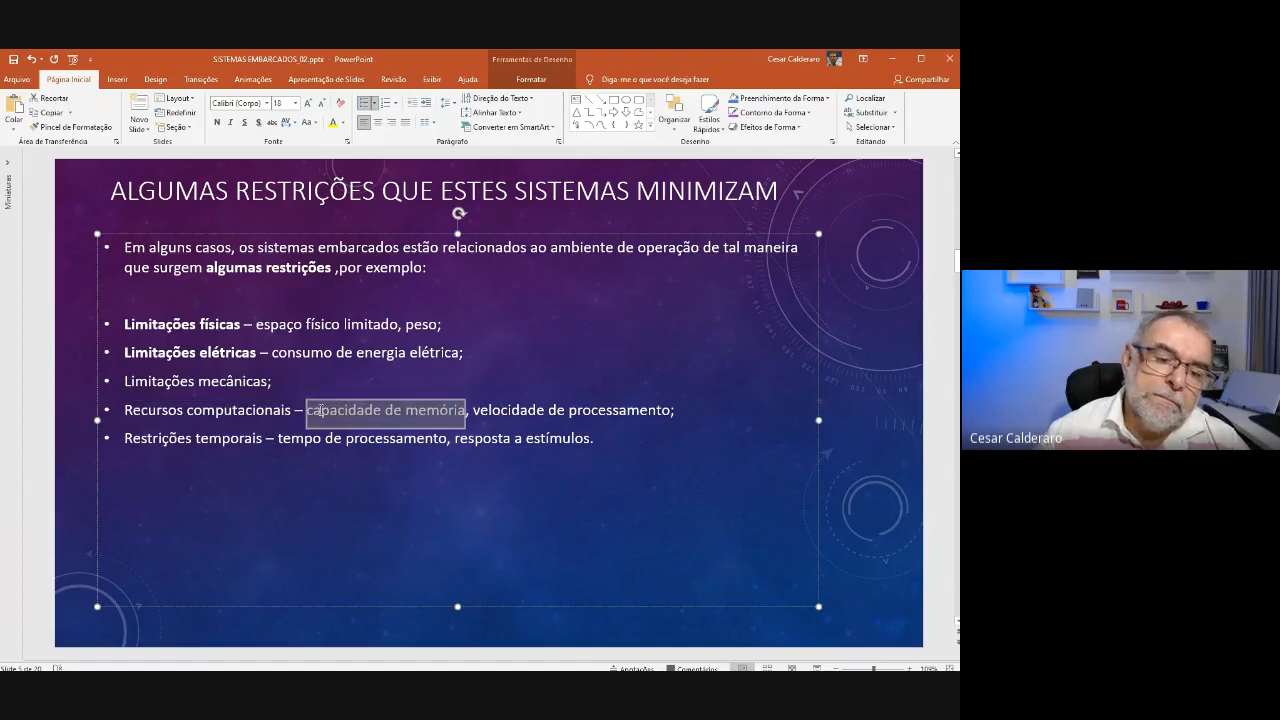 SISTEMAS EMBARCADOS_02.pptx - PowerPoint
Ferramentas de Desenho
Cesar Calderaro
Arquivo Página Inicial Inserir Design Transições Animações Apresentação de Slides Revisão Exibir Ajuda Formatar Diga-me o que você deseja fazer Compartilhar
Colar
Recortar
Copiar
Pincel de Formatação
Área de Transferência
Novo
Slide
Layout
Seção
Slides
Calibri (Corpo) 18
N I S S abc AV Aa A
Fonte
Direção do Texto
Alinhar Texto
Converter em SmartArt
Parágrafo
Organizar
Estilos
Rápidos
Preenchimento da Forma
Contorno da Forma
Efeitos de Forma
Desenho
Localizar
Substituir
Selecionar
Editando
Miniaturas
ALGUMAS RESTRIÇÕES QUE ESTES SISTEMAS MINIMIZAM
• Em alguns casos, os sistemas embarcados estão relacionados ao ambiente de operação de tal maneira
que surgem algumas restrições ,por exemplo:
• Limitações físicas – espaço físico limitado, peso;
• Limitações elétricas – consumo de energia elétrica;
• Limitações mecânicas;
• Recursos computacionais – capacidade de memória, velocidade de processamento;
• Restrições temporais – tempo de processamento, resposta a estímulos.
Slide 5 de 20
Anotações
Comentários
109%
Cesar Calderaro